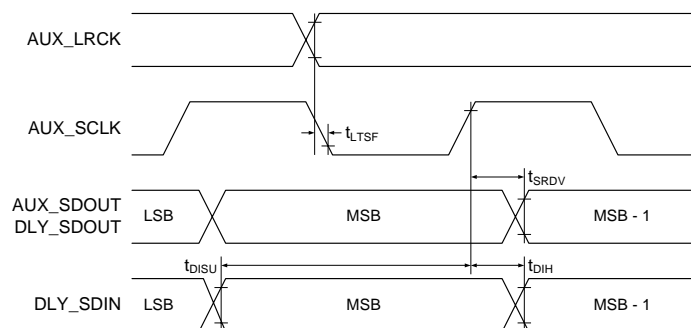 AUX_LRCK
AUX_SCLK
tLTSF
tSRDV
AUX_SDOUT
DLY_SDOUT
LSB
MSB
MSB - 1
tDISU
tDIH
DLY_SDIN
LSB
MSB
MSB - 1